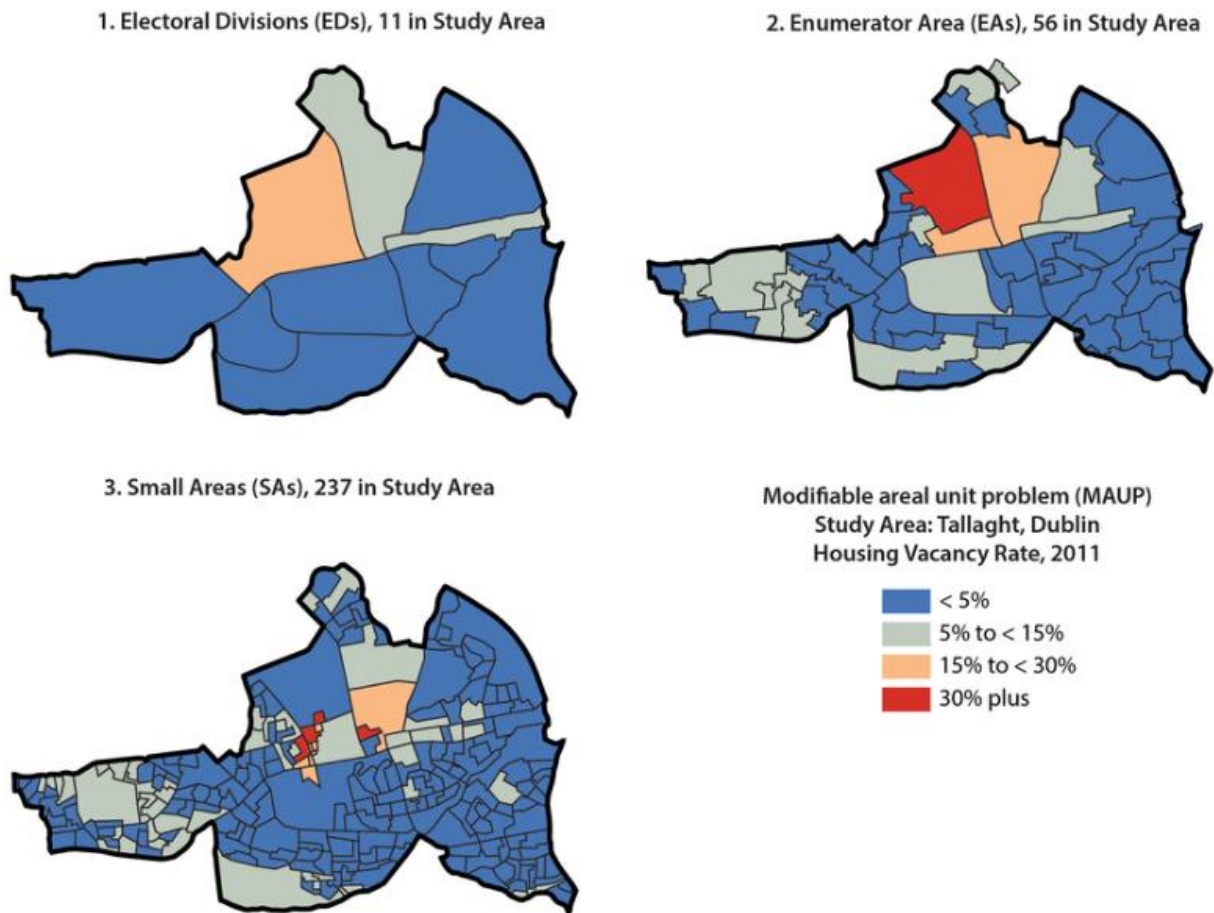 1. Electoral Divisions (EDs), 11 in Study Area
2. Enumerator Area (EAs), 56 in Study Area
3. Small Areas (SAs), 237 in Study Area
Modifiable areal unit problem (MAUP)
Study Area: Tallaght, Dublin
Housing Vacancy Rate, 2011
< 5%
5% to < 15%
15% to < 30%
30% plus